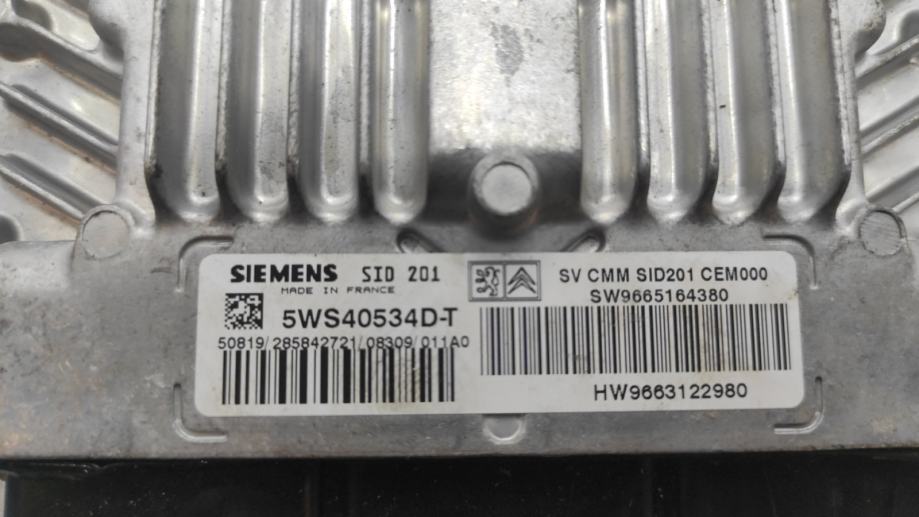 SIEMENS SID 201
MADE IN FRANCE
5WS40534D-T
50819/285842721/08309/011A0
SV CMM SID201 CEM000
SW9665164380
HW9663122980